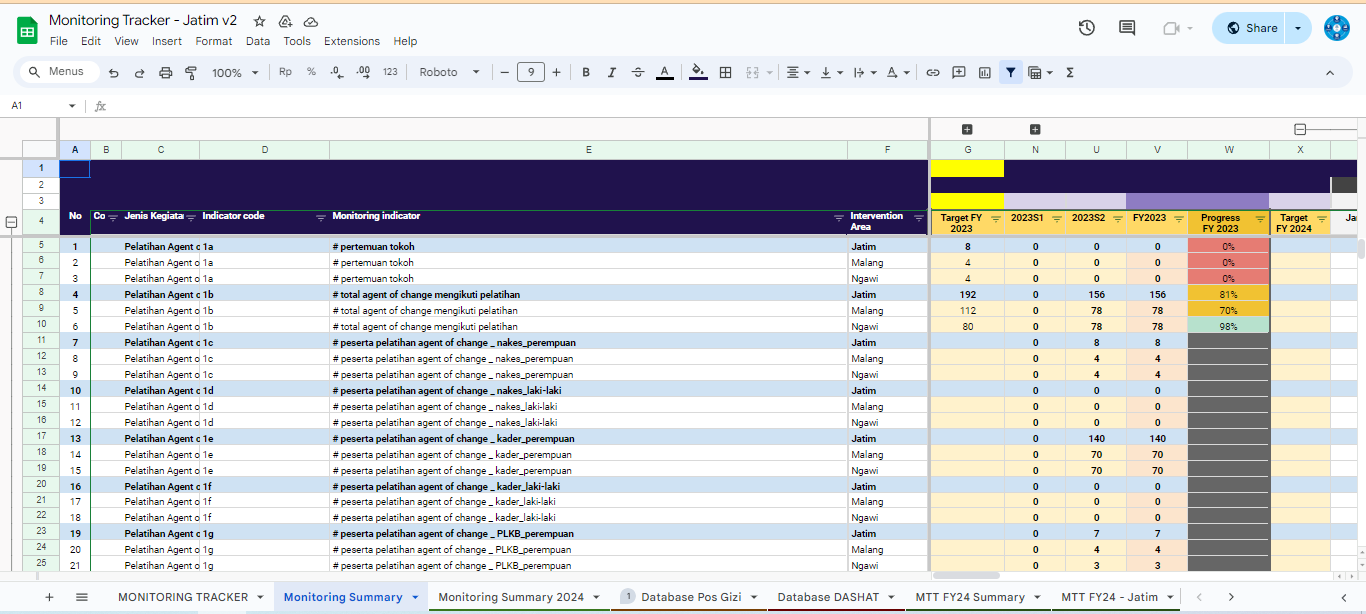 Monitoring Tracker - Jatim v2
File Edit View Insert Format Data Tools Extensions Help
Share
Menus 100% Rp % .0 .00 123 Roboto 9 B I A
A1 fx
A B C D E F G N U V W X
1
2
3
4 No Co Jenis Kegiata Indicator code Monitoring indicator Intervention Area Target FY 2023 2023S1 2023S2 FY2023 Progress FY 2023 Target FY 2024 Ja
5 1 Pelatihan Agent o 1a # pertemuan tokoh Jatim 8 0 0 0 0%
6 2 Pelatihan Agent o 1a # pertemuan tokoh Malang 4 0 0 0 0%
7 3 Pelatihan Agent o 1a # pertemuan tokoh Ngawi 4 0 0 0 0%
8 4 Pelatihan Agent c 1b # total agent of change mengikuti pelatihan Jatim 192 0 156 156 81%
9 5 Pelatihan Agent o 1b # total agent of change mengikuti pelatihan Malang 112 0 78 78 70%
10 6 Pelatihan Agent o 1b # total agent of change mengikuti pelatihan Ngawi 80 0 78 78 98%
11 7 Pelatihan Agent c 1c # peserta pelatihan agent of change _ nakes_perempuan Jatim 0 8 8
12 8 Pelatihan Agent o 1c # peserta pelatihan agent of change _ nakes_perempuan Malang 0 4 4
13 9 Pelatihan Agent o 1c # peserta pelatihan agent of change _ nakes_perempuan Ngawi 0 4 4
14 10 Pelatihan Agent c 1d # peserta pelatihan agent of change _ nakes_laki-laki Jatim 0 0 0
15 11 Pelatihan Agent o 1d # peserta pelatihan agent of change _ nakes_laki-laki Malang 0 0 0
16 12 Pelatihan Agent o 1d # peserta pelatihan agent of change _ nakes_laki-laki Ngawi 0 0 0
17 13 Pelatihan Agent c 1e # peserta pelatihan agent of change _ kader_perempuan Jatim 0 140 140
18 14 Pelatihan Agent o 1e # peserta pelatihan agent of change _ kader_perempuan Malang 0 70 70
19 15 Pelatihan Agent o 1e # peserta pelatihan agent of change _ kader_perempuan Ngawi 0 70 70
20 16 Pelatihan Agent c 1f # peserta pelatihan agent of change _ kader_laki-laki Jatim 0 0 0
21 17 Pelatihan Agent o 1f # peserta pelatihan agent of change _ kader_laki-laki Malang 0 0 0
22 18 Pelatihan Agent o 1f # peserta pelatihan agent of change _ kader_laki-laki Ngawi 0 0 0
23 19 Pelatihan Agent c 1g # peserta pelatihan agent of change _ PLKB_perempuan Jatim 0 7 7
24 20 Pelatihan Agent o 1g # peserta pelatihan agent of change _ PLKB_perempuan Malang 0 4 4
25 21 Pelatihan Agent o 1g # peserta pelatihan agent of change _ PLKB_perempuan Ngawi 0 3 3
MONITORING TRACKER Monitoring Summary Monitoring Summary 2024 1 Database Pos Gizi Database DASHAT MTT FY24 Summary MTT FY24 - Jatim